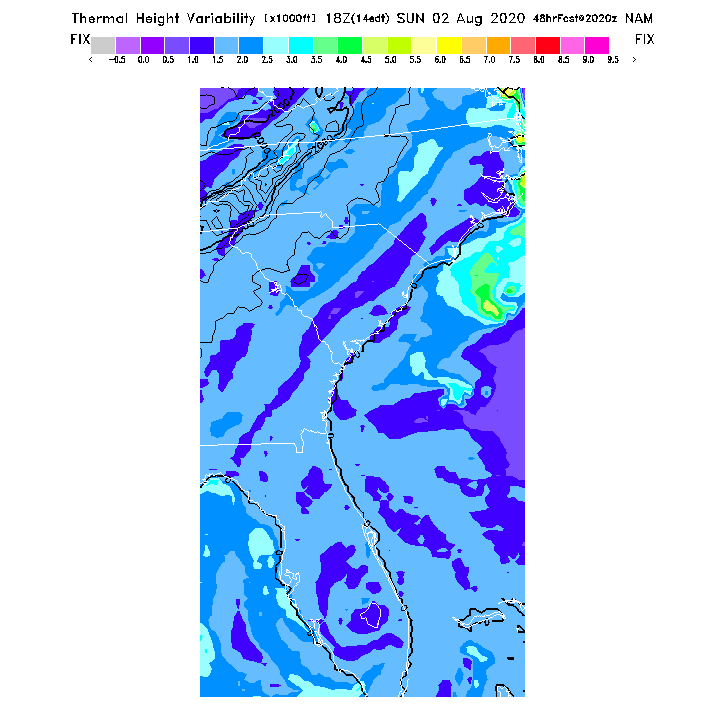 Thermal Height Variability [x1000ft] 18Z(14edt) SUN 02 Aug 2020 48hrFcst@2020z NAM
FIX FIX
< -0.5 0.0 0.5 1.0 1.5 2.0 2.5 3.0 3.5 4.0 4.5 5.0 5.5 6.0 6.5 7.0 7.5 8.0 8.5 9.0 9.5 >